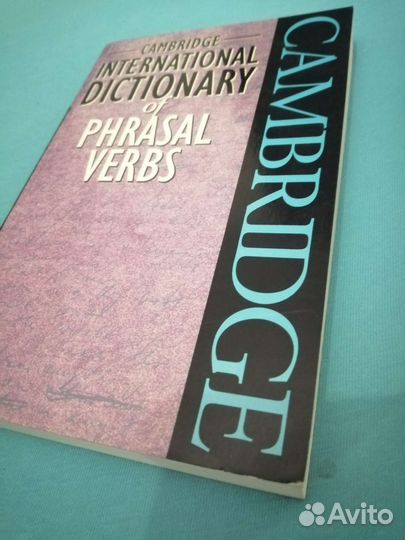 CAMBRIDGE
INTERNATIONAL
DICTIONARY
of
PHRASAL
VERBS
CAMBRIDGE
Avito